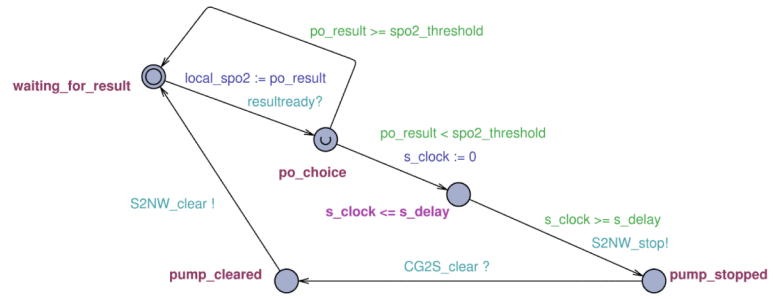 po_result >= spo2_threshold
waiting_for_result
local_spo2 := po_result
resultready?
po_result < spo2_threshold
s_clock := 0
po_choice
s_clock <= s_delay
S2NW_clear !
s_clock >= s_delay
S2NW_stop!
pump_cleared
CG2S_clear ?
pump_stopped